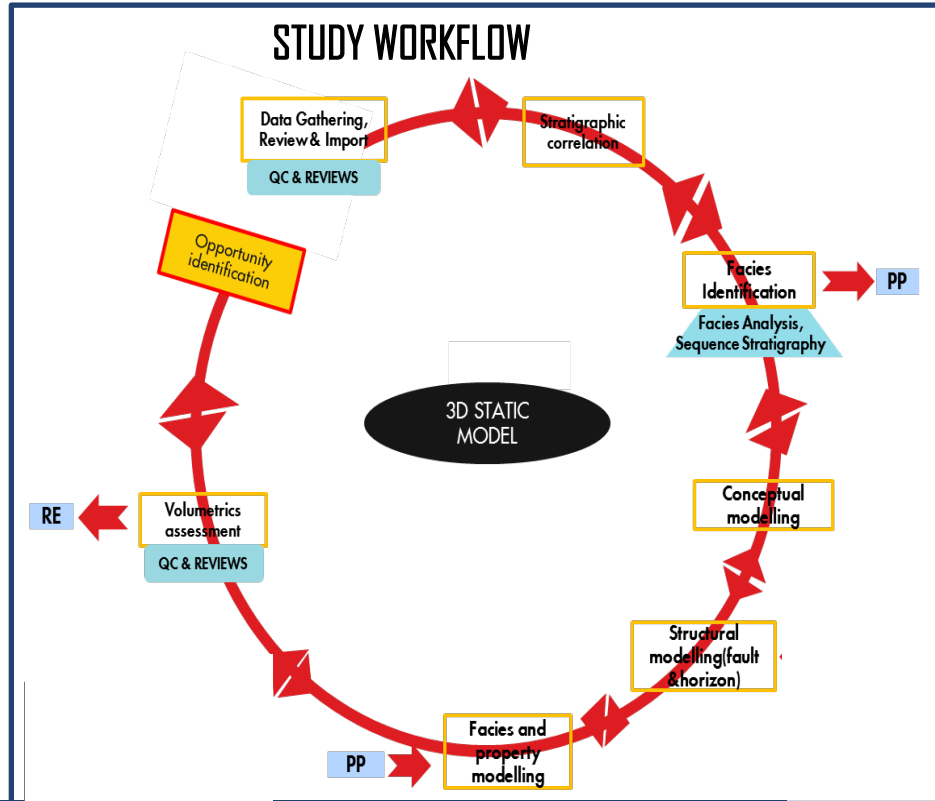 STUDY WORKFLOW
Data Gathering,
Review & Import
QC & REVIEWS
Stratigraphic
correlation
Opportunity
identification
Facies
Identification
PP
Facies Analysis,
Sequence Stratigraphy
3D STATIC
MODEL
Conceptual
modelling
RE
Volumetrics
assessment
QC & REVIEWS
Structural
modelling(fault
&horizon)
Facies and
property
modelling
PP